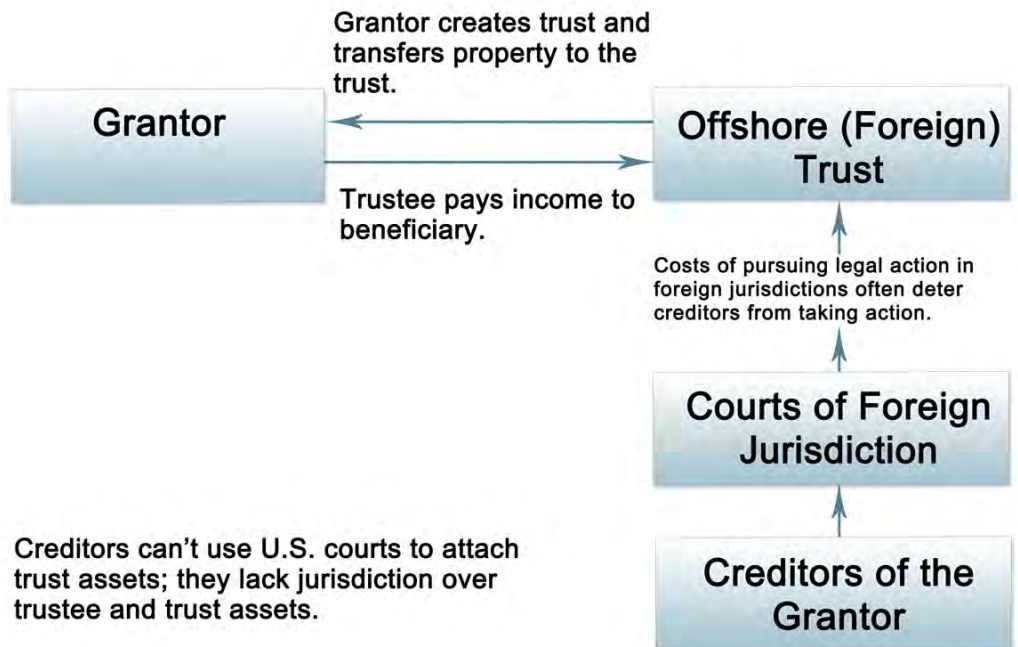 Grantor creates trust and
transfers property to the
trust.
Grantor
Offshore (Foreign)
Trust
Trustee pays income to
beneficiary.
Costs of pursuing legal action in
foreign jurisdictions often deter
creditors from taking action.
Courts of Foreign
Jurisdiction
Creditors can't use U.S. courts to attach
trust assets; they lack jurisdiction over
trustee and trust assets.
Creditors of the
Grantor